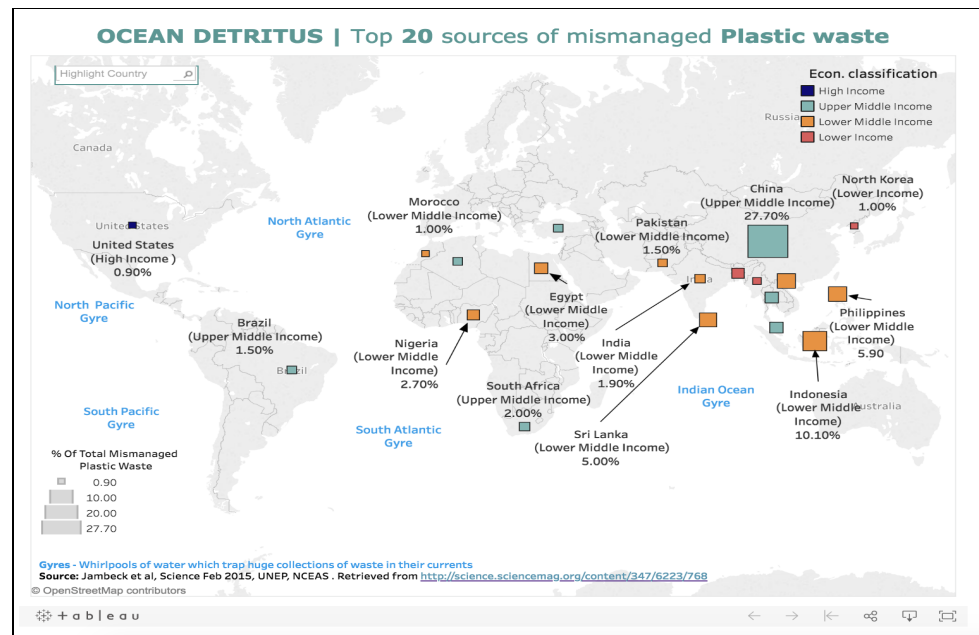 OCEAN DETRITUS | Top 20 sources of mismanaged Plastic waste
Highlight Country
Econ. classification
High Income
Upper Middle Income
Lower Middle Income
Lower Income
Russia
Canada
North Korea
(Lower Income)
1.00%
China
(Upper Middle Income)
27.70%
Morocco
(Lower Middle Income)
1.00%
Pakistan
(Lower Middle Income)
1.50%
North Atlantic
Gyre
United States
United States
(High Income )
0.90%
India
Egypt
(Lower Middle
Income)
3.00%
North Pacific
Gyre
Philippines
(Lower Middle
Income)
5.90
Brazil
(Upper Middle Income)
1.50%
Brazil
Nigeria
(Lower Middle
Income)
2.70%
India
(Lower Middle
Income)
1.90%
South Africa
(Upper Middle Income)
2.00%
Indian Ocean
Gyre
Indonesia
(Lower Middle
Income)
10.10%
Australia
South Pacific
Gyre
South Atlantic
Gyre
Sri Lanka
(Lower Middle Income)
5.00%
% Of Total Mismanaged
Plastic Waste
0.90
10.00
20.00
27.70
Gyres - Whirlpools of water which trap huge collections of waste in their currents
Source: Jambeck et al, Science Feb 2015, UNEP, NCEAS . Retrieved from http://science.sciencemag.org/content/347/6223/768
© OpenStreetMap contributors
+ a b | e a u